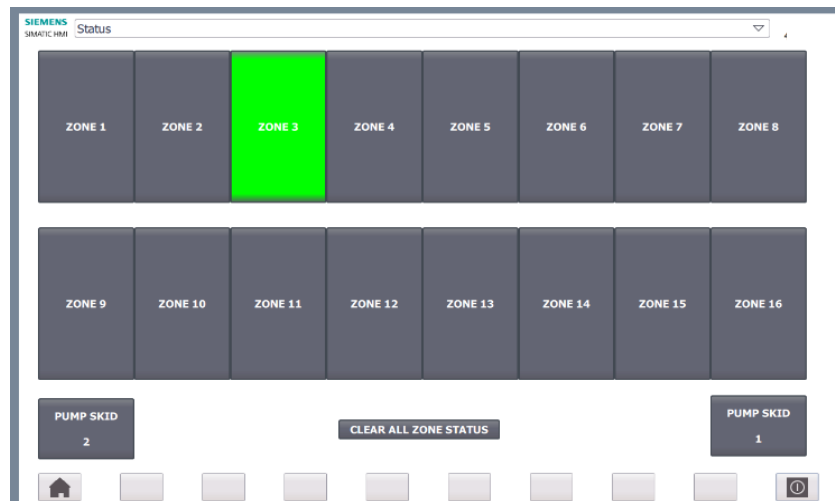 SIEMENS
SIMATIC HMI
Status
ZONE 1 ZONE 2 ZONE 3 ZONE 4 ZONE 5 ZONE 6 ZONE 7 ZONE 8
ZONE 9 ZONE 10 ZONE 11 ZONE 12 ZONE 13 ZONE 14 ZONE 15 ZONE 16
PUMP SKID
2
CLEAR ALL ZONE STATUS
PUMP SKID
1